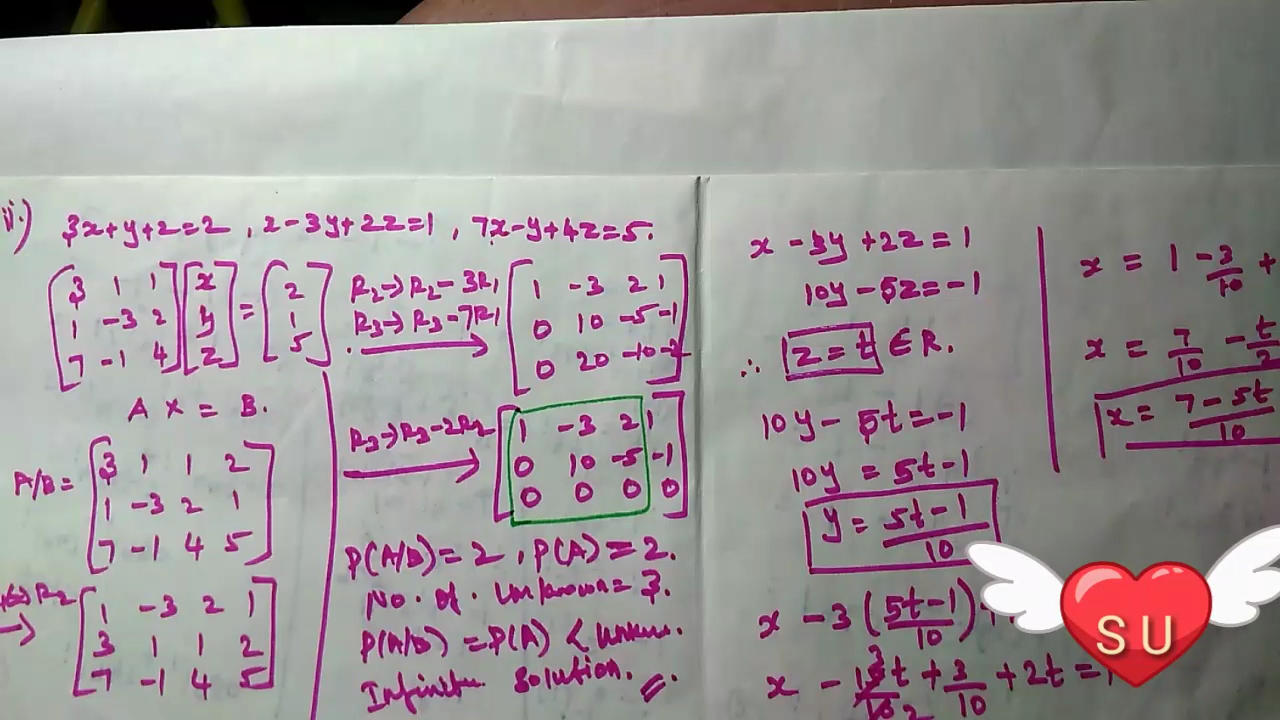 3x+y+z=2, x-3y+2z=1, 7x-y+4z=5.
[3 1 1] [x] = [2]
[1 -3 2] [y] [1]
[7 -1 4] [z] [5]
A X = B.
A/B= [3 1 1 2]
[1 -3 2 1]
[7 -1 4 5]
→ [1 -3 2 1]
[3 1 1 2]
[7 -1 4 5]
R2→R2-3R1
R3→R3-7R1
→ [1 -3 2 1]
[0 10 -5 -1]
[0 20 -10 -2]
R3→R3-2R2
→ [1 -3 2 1]
[0 10 -5 -1]
[0 0 0 0]
P(A/B)=2, P(A)=2.
No. of. unknown=3.
P(A/B)=P(A)<
Infinite solution.
x-3y+2z=1
10y-5z=-1
∴ z=t ∈ R.
10y-5t=-1
10y=5t-1
y= 5t-1/10
x-3(5t-1/10)
x-15t/10+3/10+2t=1
x=1-3/10+
x=7/10-t/2
x=7-5t/10
SU